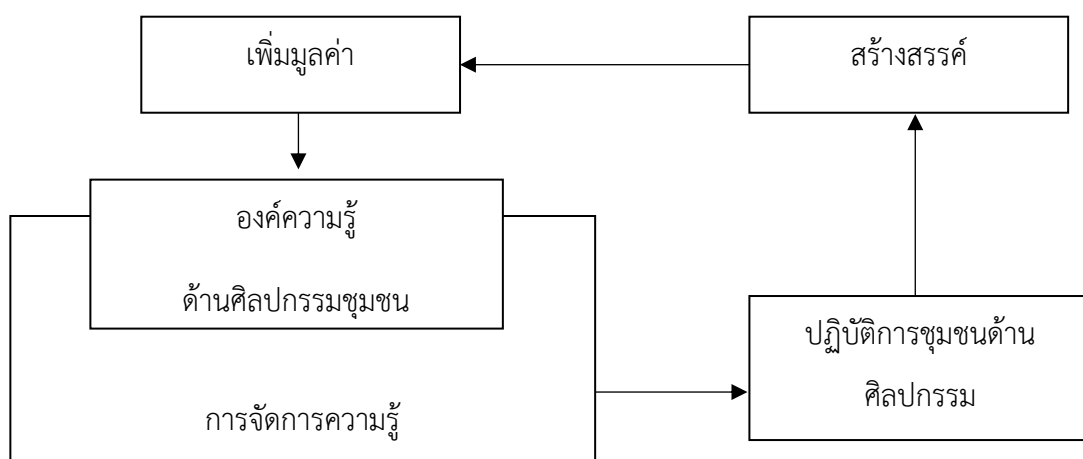 เพิ่มมูลค่า
สร้างสรรค์
องค์ความรู้
ด้านศิลปกรรมชุมชน
ปฏิบัติการชุมชนด้าน
ศิลปกรรม
การจัดการความรู้